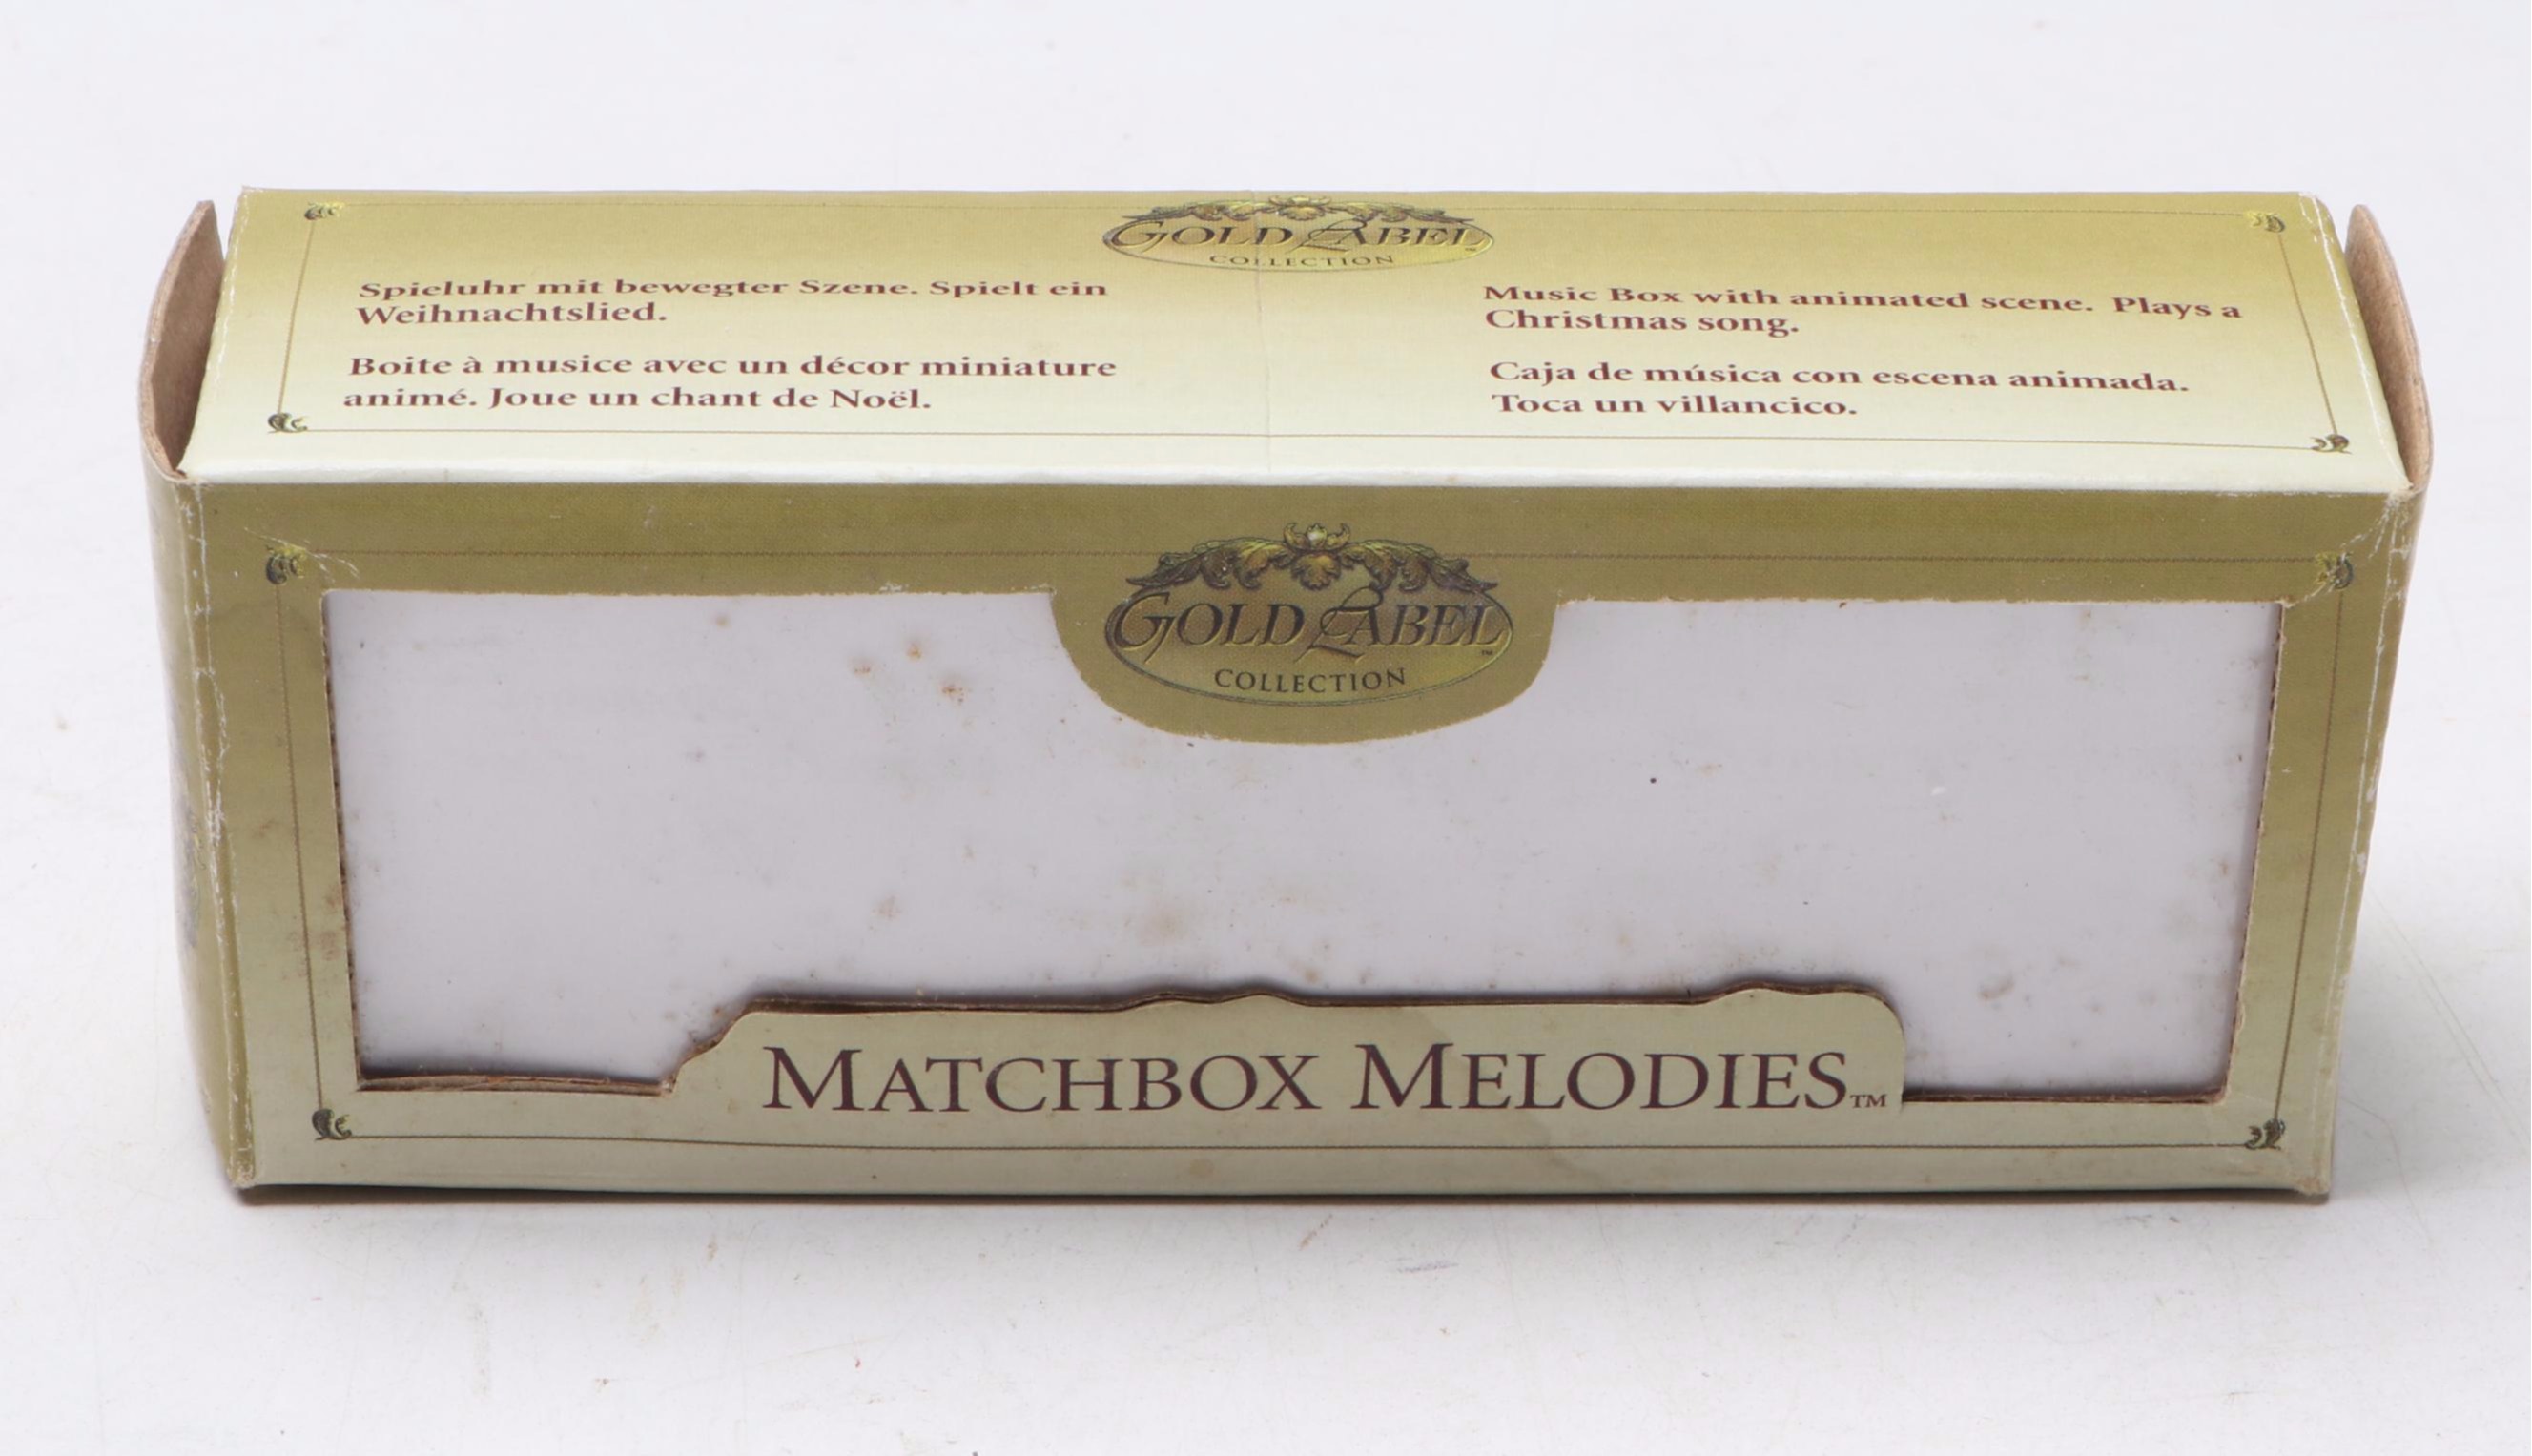 GOLD LABEL™
COLLECTION
Spieluhr mit bewegter Szene. Spielt ein
Weihnachtslied.
Boite à musice avec un décor miniature
animé. Joue un chant de Noël.
Music Box with animated scene. Plays a
Christmas song.
Caja de música con escena animada.
Toca un villancico.
GOLD LABEL™
COLLECTION
MATCHBOX MELODIES™